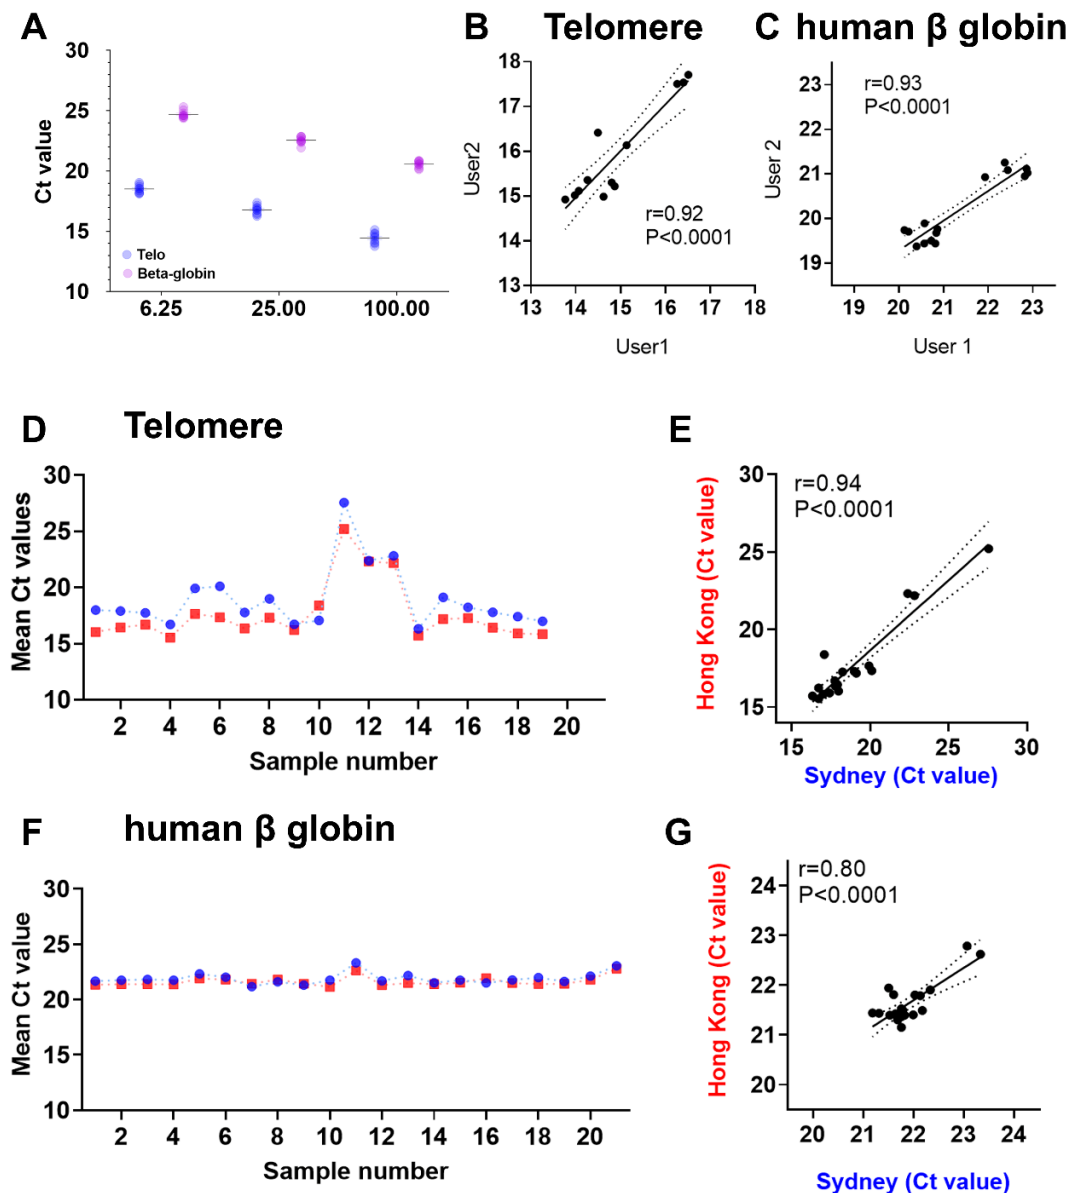 A
30
25
20
15
10
Ct value
Telo
Beta-globin
6.25
25.00
100.00
B
Telomere
18
17
16
15
14
13
User2
r=0.92
P<0.0001
13
14
15
16
17
18
User1
C
human β globin
23
22
21
20
19
User 2
r=0.93
P<0.0001
19
20
21
22
23
User 1
D
Telomere
30
25
20
15
10
Mean Ct values
2
4
6
8
10
12
14
16
18
20
Sample number
E
30
25
20
15
Hong Kong (Ct value)
r=0.94
P<0.0001
15
20
25
30
Sydney (Ct value)
F
human β globin
30
25
20
15
10
Mean Ct value
2
4
6
8
10
12
14
16
18
20
Sample number
G
24
23
22
21
20
Hong Kong (Ct value)
r=0.80
P<0.0001
20
21
22
23
24
Sydney (Ct value)